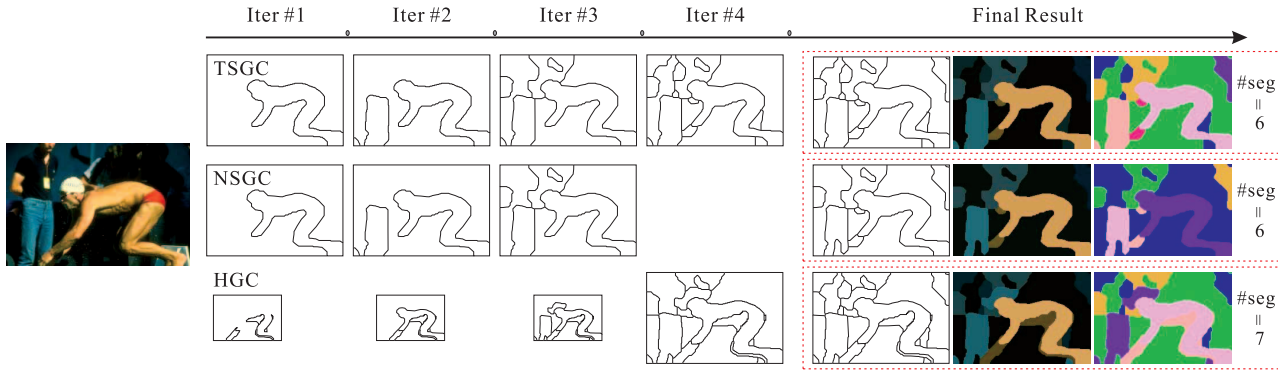 Iter #1 Iter #2 Iter #3 Iter #4 Final Result
TSGC
#seg
=
6
NSGC
#seg
=
6
HGC
#seg
=
7